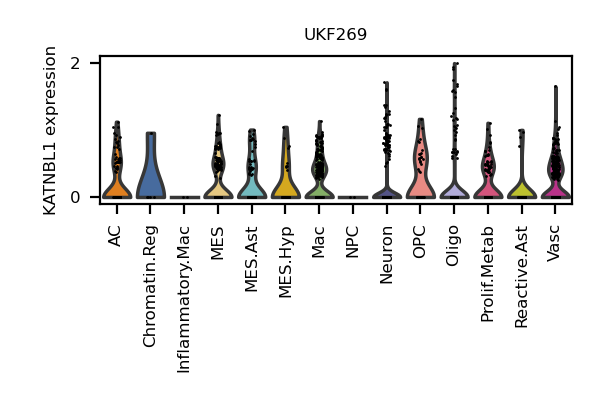 UKF269
KATNBL1 expression
2
0
AC
Chromatin.Reg
Inflammatory.Mac
MES
MES.Ast
MES.Hyp
Mac
NPC
Neuron
OPC
Oligo
Prolif.Metab
Reactive.Ast
Vasc